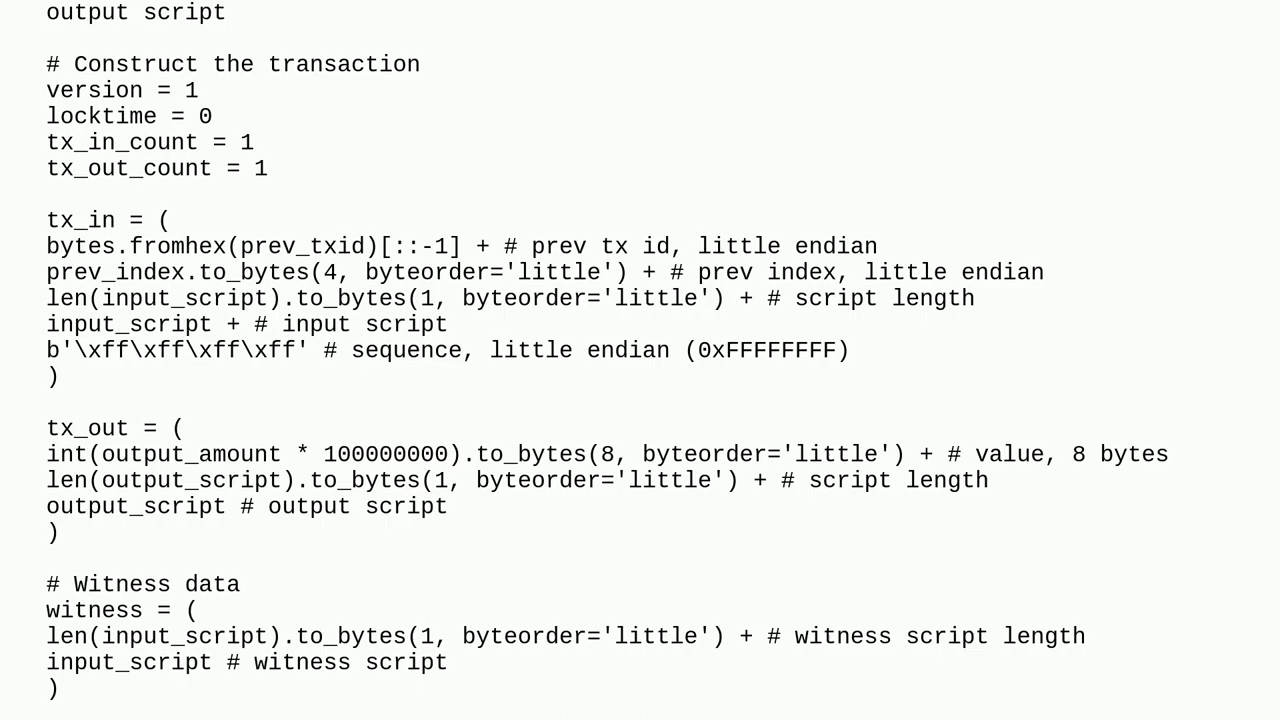 output script
# Construct the transaction
version = 1
locktime = 0
tx_in_count = 1
tx_out_count = 1
tx_in = (
bytes.fromhex(prev_txid)[::-1] + # prev tx id, little endian
prev_index.to_bytes(4, byteorder='little') + # prev index, little endian
len(input_script).to_bytes(1, byteorder='little') + # script length
input_script + # input script
b'\xff\xff\xff\xff' # sequence, little endian (0xFFFFFFFF)
)
tx_out = (
int(output_amount * 100000000).to_bytes(8, byteorder='little') + # value, 8 bytes
len(output_script).to_bytes(1, byteorder='little') + # script length
output_script # output script
)
# Witness data
witness = (
len(input_script).to_bytes(1, byteorder='little') + # witness script length
input_script # witness script
)